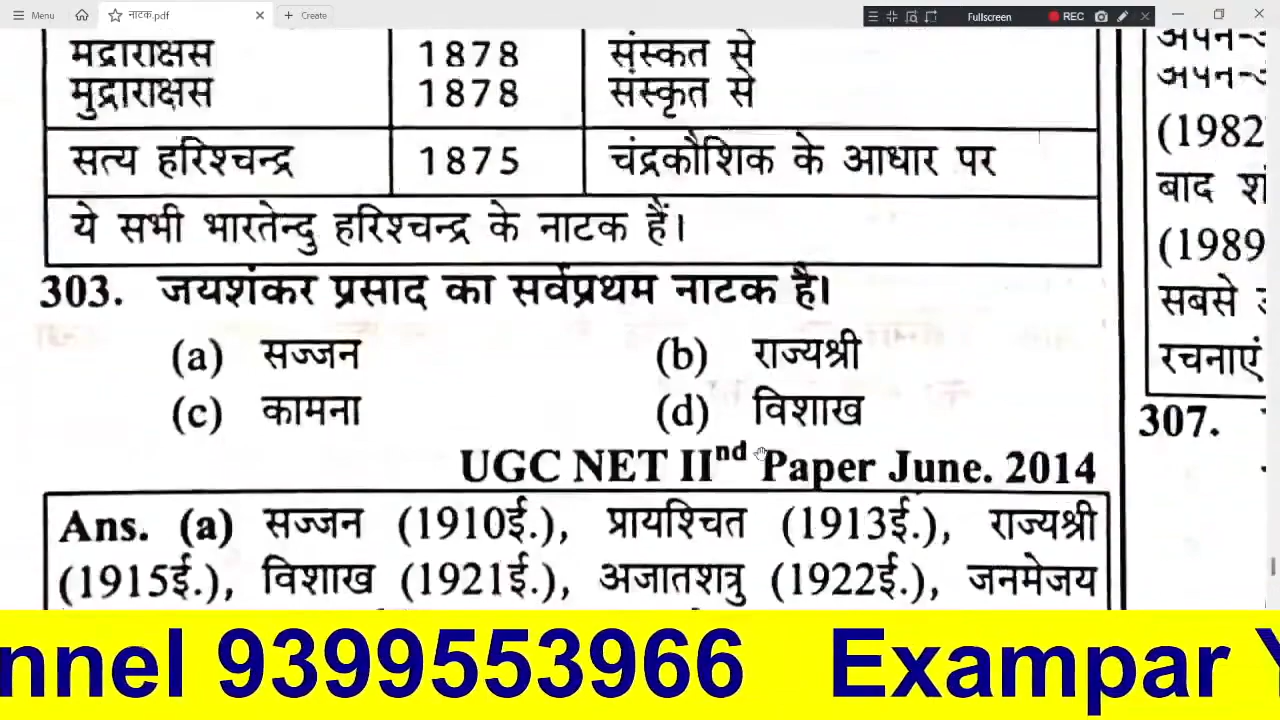 Menu
नाटक.pdf
+ Create
Fullscreen
REC
मद्राराक्षस 1878 संस्कत से
मुद्राराक्षस 1878 संस्कृत से
सत्य हरिश्चन्द्र 1875 चंद्रकौशिक के आधार पर
ये सभी भारतेन्दु हरिश्चन्द्र के नाटक हैं।
303. जयशंकर प्रसाद का सर्वप्रथम नाटक है।
(a) सज्जन (b) राज्यश्री
(c) कामना (d) विशाख
UGC NET IInd Paper June. 2014
Ans. (a) सज्जन (1910ई.), प्रायश्चित (1913ई.), राज्यश्री
(1915ई.), विशाख (1921ई.), अजातशत्रु (1922ई.), जनमेजय
(1982
बाद
(1989
सबसे
रचनाएं
307.
nnel 9399553966 Exampar Y